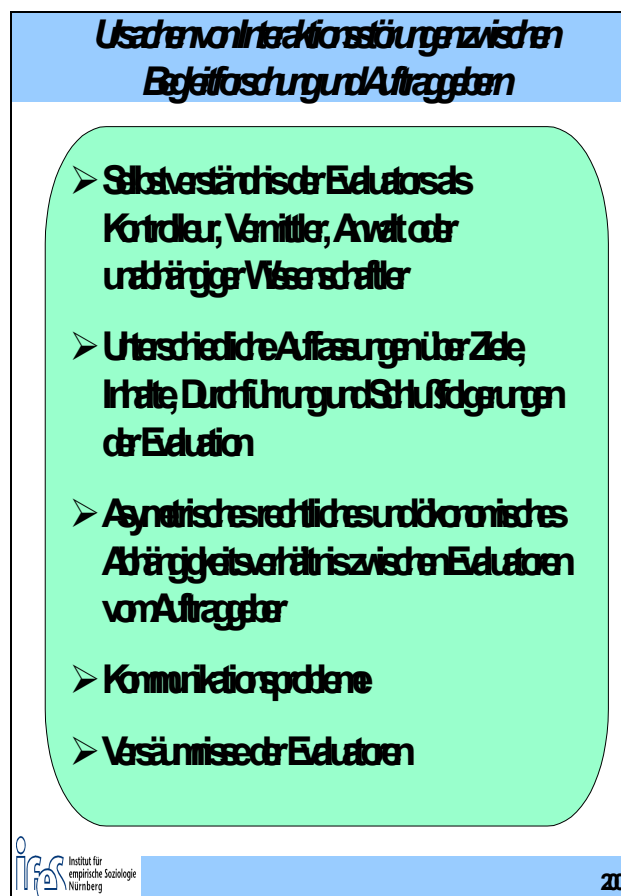 Ursachen von Interaktionsstörungen zwischen
Begleitforschung und Auftraggebern
➢ Selbstverständnis der Evaluators als
Kontrolleur, Vermittler, Anwalt oder
unabhängiger Wissenschaftler
➢ Unterschiedliche Auffassungen über Ziele,
Inhalte, Durchführung und Schlußfolgerungen
der Evaluation
➢ Asymetrisches rechtliches und ökonomisches
Abhängigkeitsverhältnis zwischen Evaluatoren
vom Auftraggeber
➢ Kommunikationsprobleme
➢ Versäumnisse der Evaluatoren
ifes Institut für
empirische Soziologie
Nürnberg